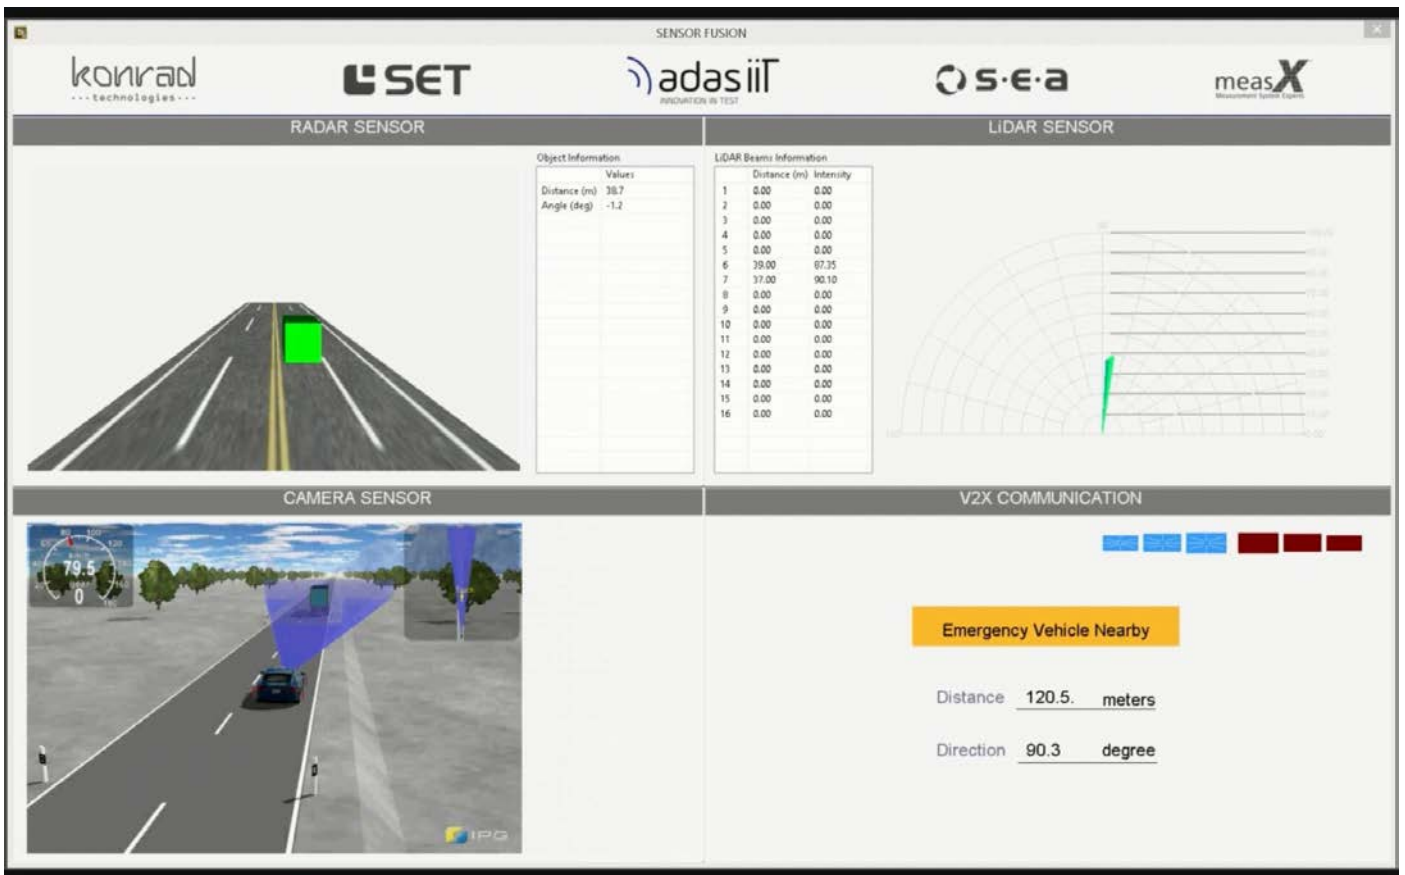 SENSOR FUSION
konrad
---technologies---
SET
adas iiT
INNOVATION IN TEST
s·e·a
measX
Measurement System Experts
RADAR SENSOR
Object Information
Values
Distance (m) 38.7
Angle (deg) -1.2
LiDAR SENSOR
LiDAR Beams Information
Distance (m) Intensity
1 0.00 0.00
2 0.00 0.00
3 0.00 0.00
4 0.00 0.00
5 0.00 0.00
6 39.00 87.35
7 37.00 90.10
8 0.00 0.00
9 0.00 0.00
10 0.00 0.00
11 0.00 0.00
12 0.00 0.00
13 0.00 0.00
14 0.00 0.00
15 0.00 0.00
16 0.00 0.00
CAMERA SENSOR
79.5
0
IPG
V2X COMMUNICATION
Emergency Vehicle Nearby
Distance 120.5. meters
Direction 90.3 degree